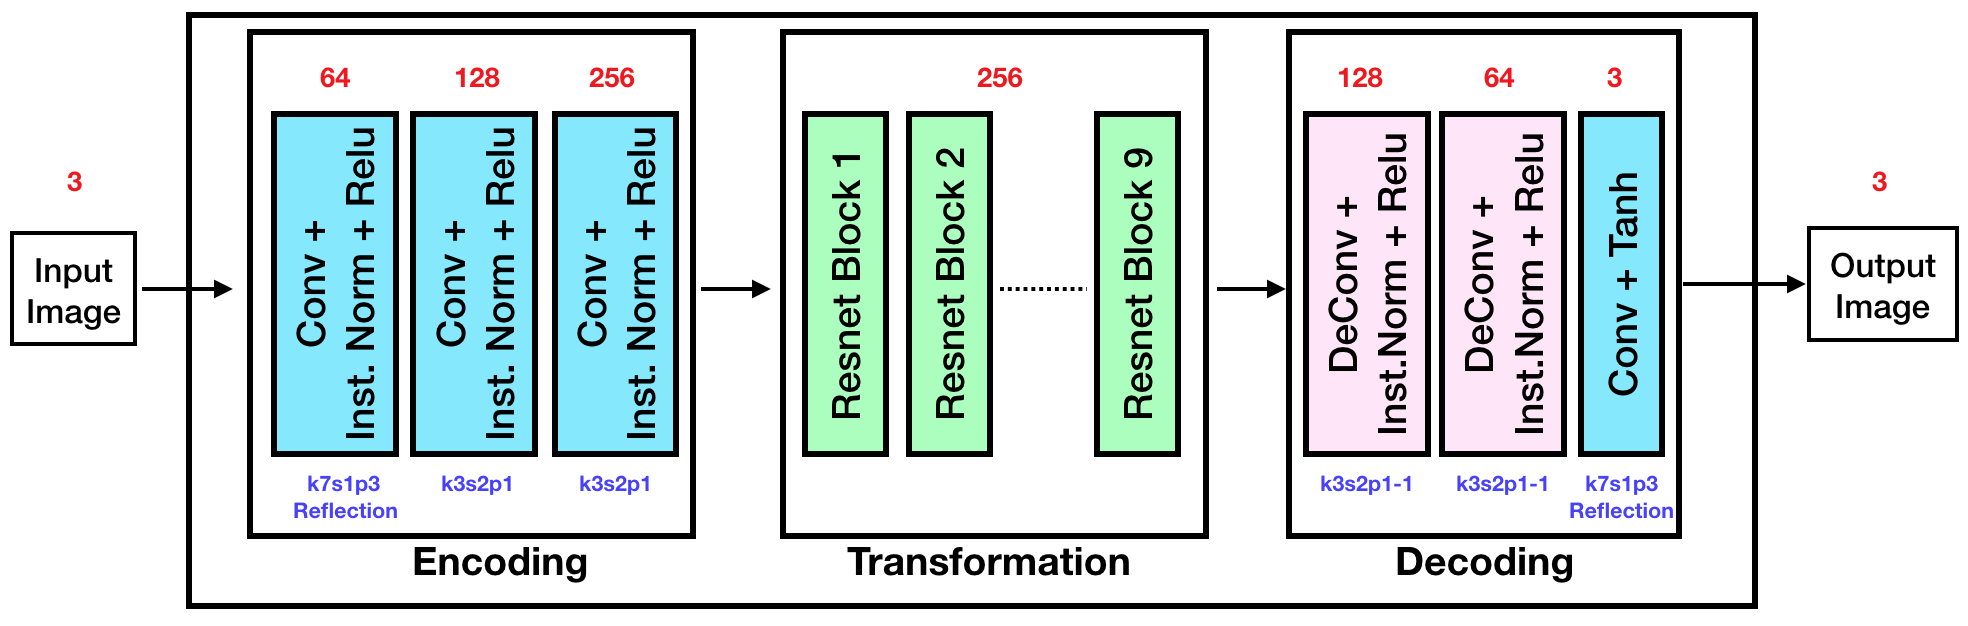 3
Input
Image
64
128
256
Conv +
Inst. Norm + Relu
Conv +
Inst. Norm + Relu
Conv +
Inst. Norm + Relu
k7s1p3
Reflection
k3s2p1
k3s2p1
Encoding
256
Resnet Block 1
Resnet Block 2
Resnet Block 9
Transformation
128
64
3
DeConv +
Inst.Norm + Relu
DeConv +
Inst.Norm + Relu
Conv + Tanh
k3s2p1-1
k3s2p1-1
k7s1p3
Reflection
Decoding
3
Output
Image